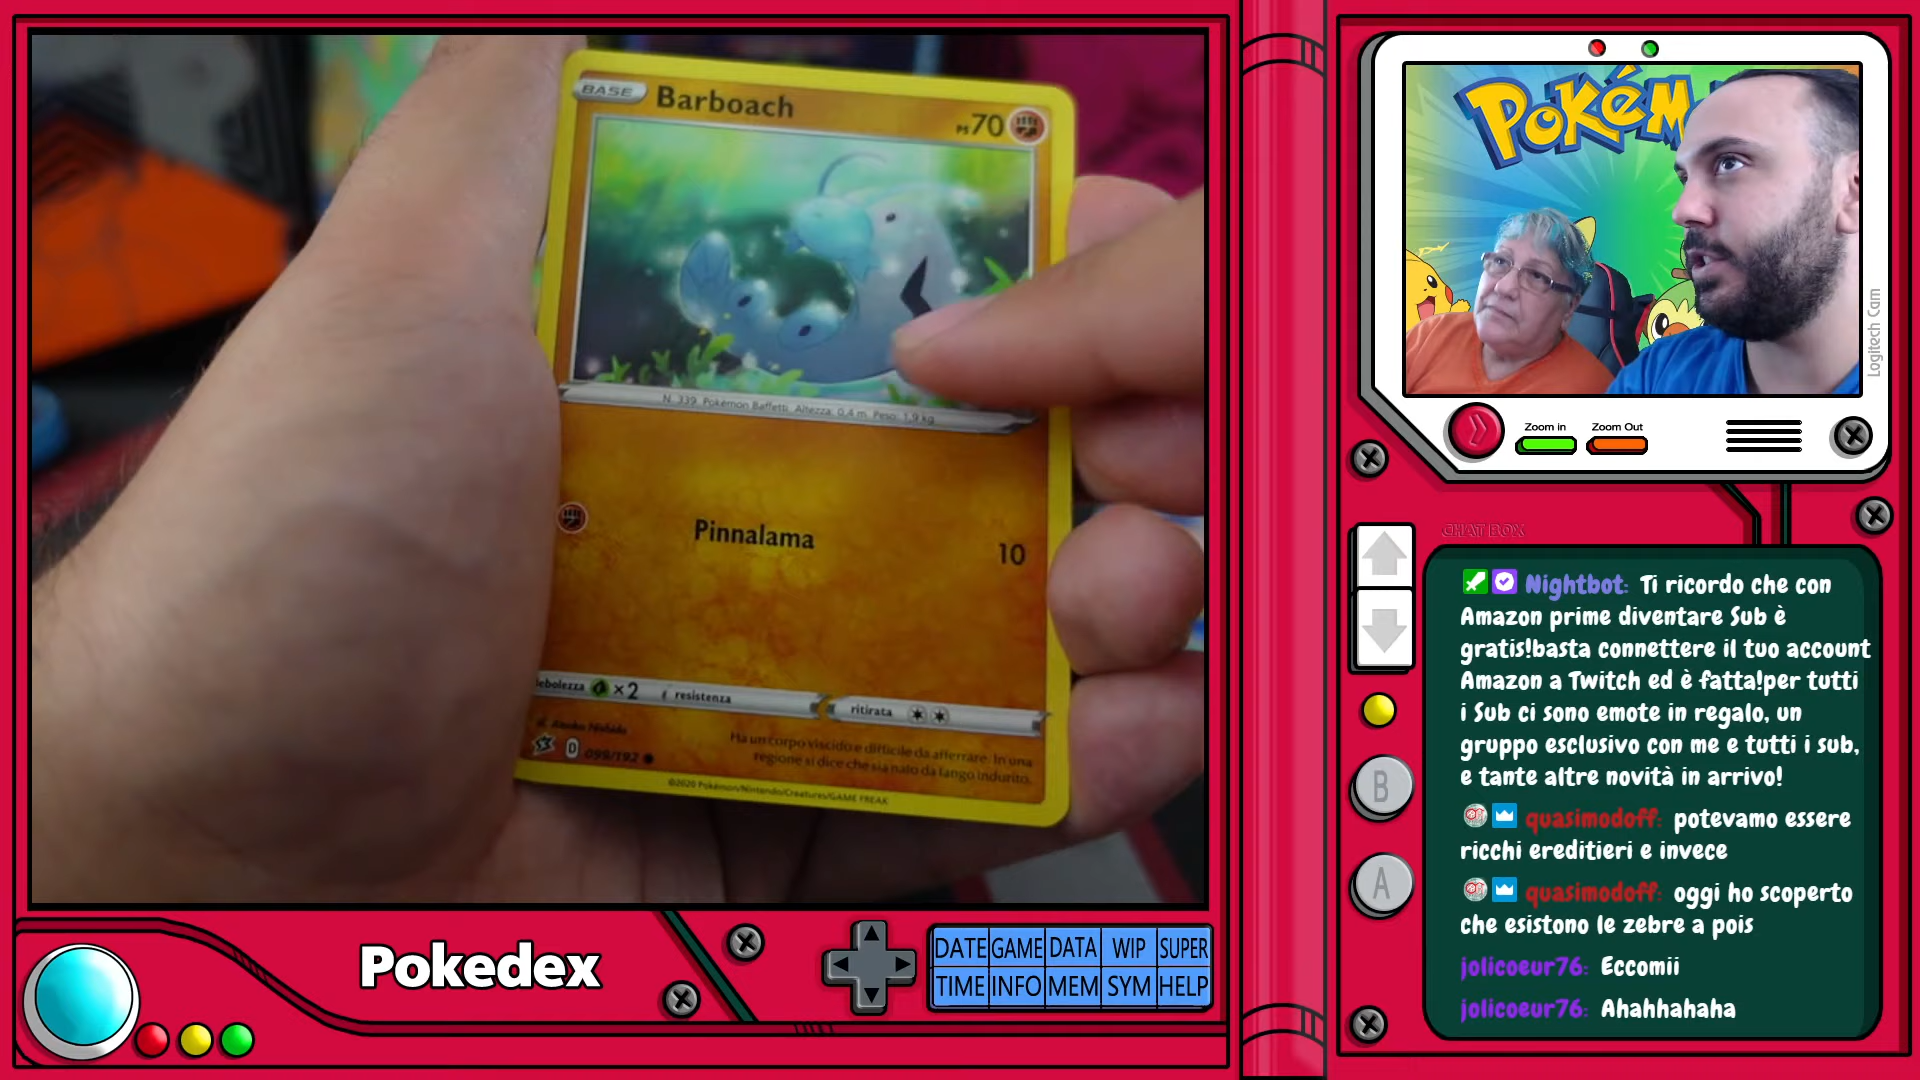 BASE Barboach PS70
N. 339 Pokémon Baffetti Altezza: 0,4 m Peso: 1,9 kg
Pinnalama 10
debolezza ×2 resistenza ritirata
D 099/192
Ha un corpo viscido e difficile da afferrare. In una
regione si dice che sia nato da fango indurito.
©2020 Pokémon/Nintendo/Creatures/GAME FREAK
Pokedex
DATE GAME DATA WIP SUPER
TIME INFO MEM SYM HELP
POKÉM
Logitech Cam
Zoom in Zoom Out
CHAT BOX
Nightbot: Ti ricordo che con
Amazon prime diventare Sub è
gratis!basta connettere il tuo account
Amazon a Twitch ed è fatta!per tutti
i Sub ci sono emote in regalo, un
gruppo esclusivo con me e tutti i sub,
e tante altre novità in arrivo!
quasimodoff: potevamo essere
ricchi ereditieri e invece
quasimodoff: oggi ho scoperto
che esistono le zebre a pois
jolicoeur76: Eccomii
jolicoeur76: Ahahhahaha
B
A